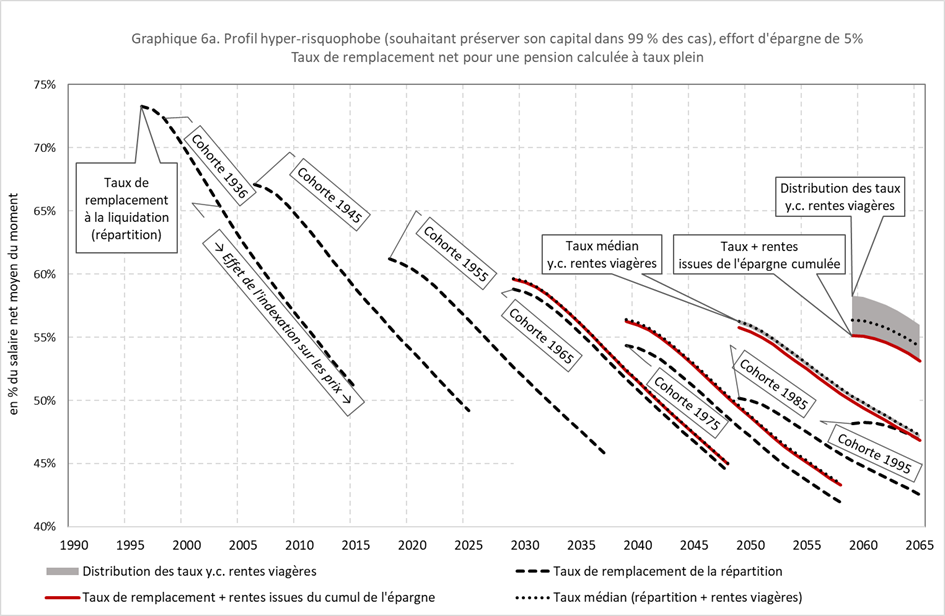 Graphique 6a. Profil hyper-risquophobe (souhaitant préserver son capital dans 99 % des cas), effort d'épargne de 5%
Taux de remplacement net pour une pension calculée à taux plein
en % du salaire net moyen du moment
75%
70%
65%
60%
55%
50%
45%
40%
Taux de
remplacement
à la liquidation
(répartition)
Cohorte 1936
→ Effet de l'indexation sur les prix →
Cohorte 1945
Cohorte 1955
Cohorte 1965
Taux médian
y.c. rentes viagères
Taux + rentes
issues de l'épargne cumulée
Distribution des taux
y.c. rentes viagères
Cohorte 1975
Cohorte 1985
Cohorte 1995
1990
1995
2000
2005
2010
2015
2020
2025
2030
2035
2040
2045
2050
2055
2060
2065
Distribution des taux y.c. rentes viagères
Taux de remplacement de la répartition
Taux de remplacement + rentes issues du cumul de l'épargne
Taux médian (répartition + rentes viagères)